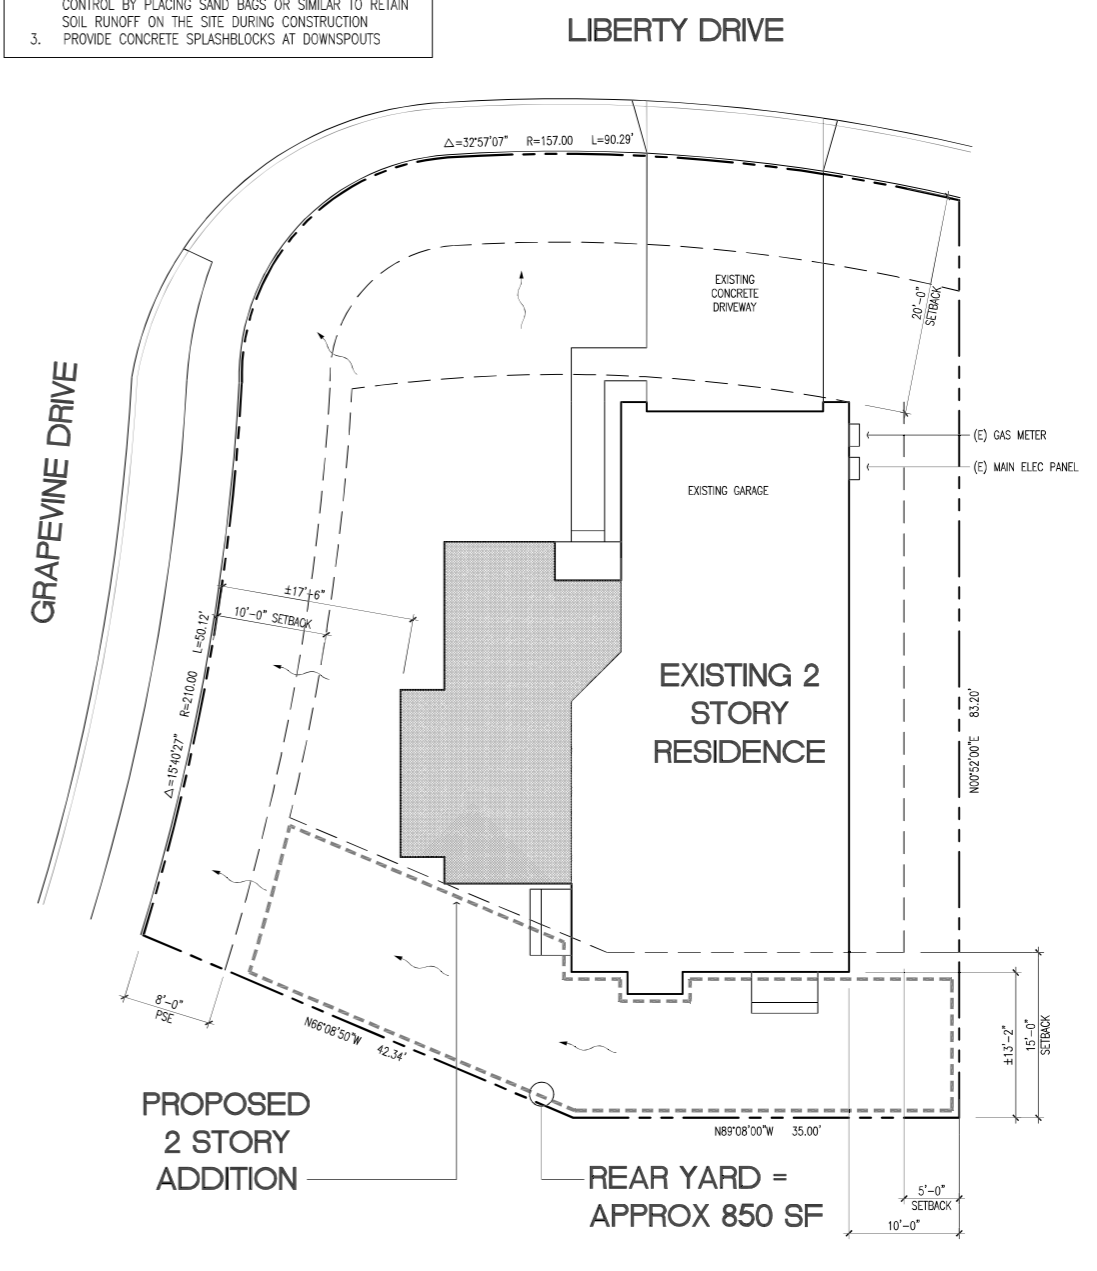 CONTROL BY PLACING SAND BAGS OR SIMILAR TO RETAIN
SOIL RUNOFF ON THE SITE DURING CONSTRUCTION
3. PROVIDE CONCRETE SPLASHBLOCKS AT DOWNSPOUTS
LIBERTY DRIVE
△=32°57'07" R=157.00 L=90.29'
EXISTING
CONCRETE
DRIVEWAY
20'-0"
SETBACK
GRAPEVINE DRIVE
(E) GAS METER
(E) MAIN ELEC PANEL
EXISTING GARAGE
±17'-6"
10'-0" SETBACK
△=15°40'27" R=210.00 L=50.12'
EXISTING 2
STORY
RESIDENCE
N00°52'00"E 83.20'
8'-0"
PSE
N66°08'50"W 42.34'
±13'-2"
15'-0"
SETBACK
PROPOSED
2 STORY
ADDITION
N89°08'00"W 35.00'
REAR YARD =
APPROX 850 SF
5'-0"
SETBACK
10'-0"